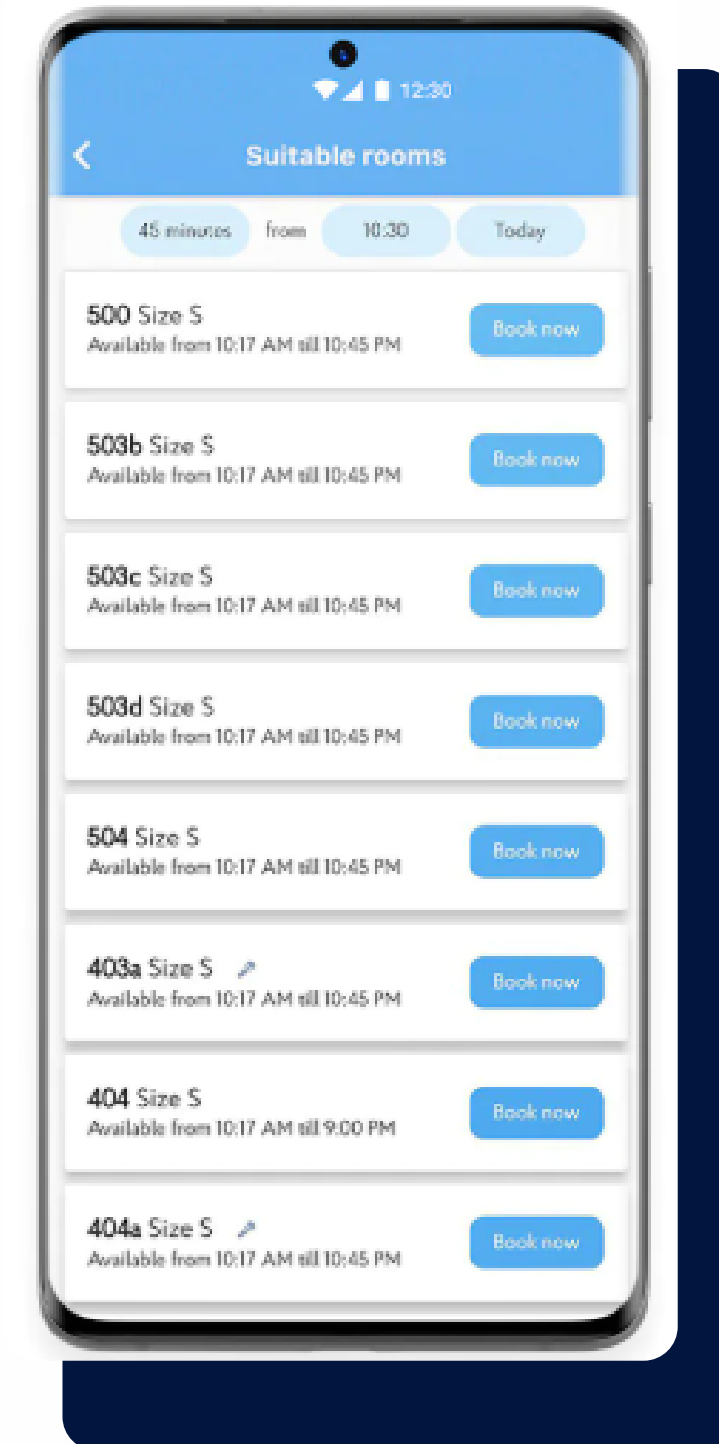 12:30
Suitable rooms
45 minutes from 10:30 Today
500 Size S
Available from 10:17 AM till 10:45 PM
Book now
503b Size S
Available from 10:17 AM till 10:45 PM
Book now
503c Size S
Available from 10:17 AM till 10:45 PM
Book now
503d Size S
Available from 10:17 AM till 10:45 PM
Book now
504 Size S
Available from 10:17 AM till 10:45 PM
Book now
403a Size S
Available from 10:17 AM till 10:45 PM
Book now
404 Size S
Available from 10:17 AM till 9:00 PM
Book now
404a Size S
Available from 10:17 AM till 10:45 PM
Book now